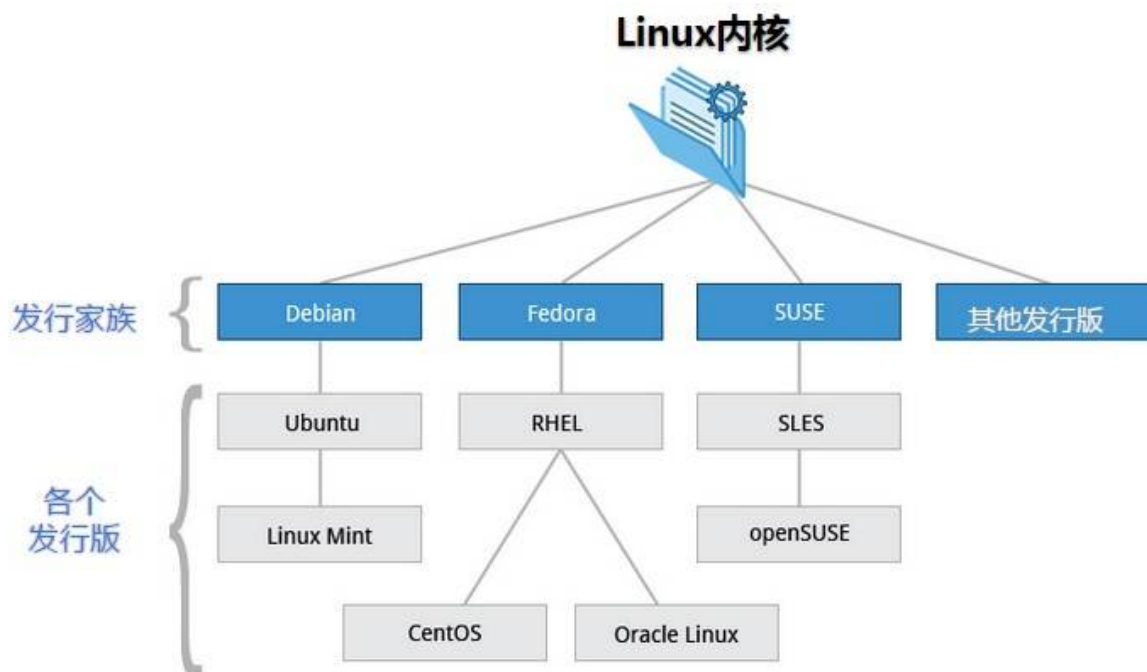 Linux内核
发行家族
Debian
Fedora
SUSE
其他发行版
各个
发行版
Ubuntu
RHEL
SLES
Linux Mint
openSUSE
CentOS
Oracle Linux